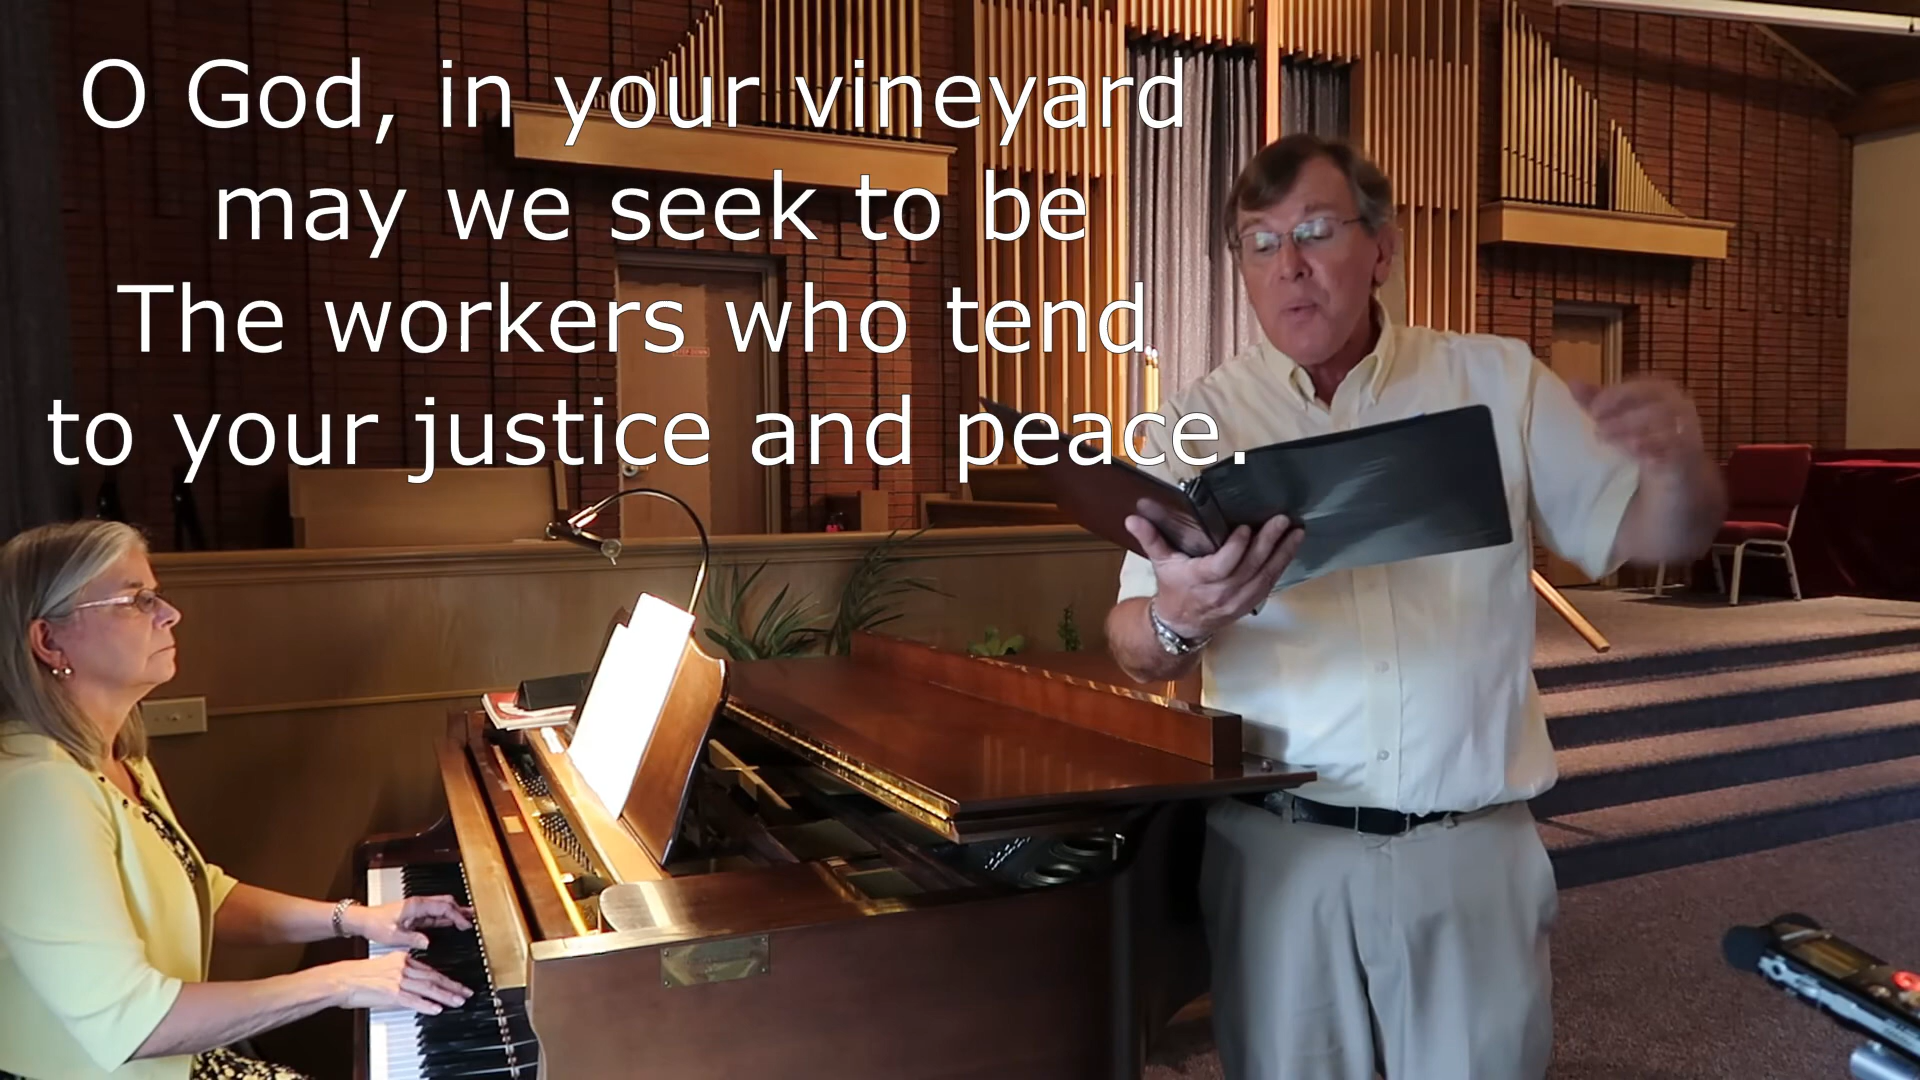 O God, in your vineyard
may we seek to be
The workers who tend
to your justice and peace.